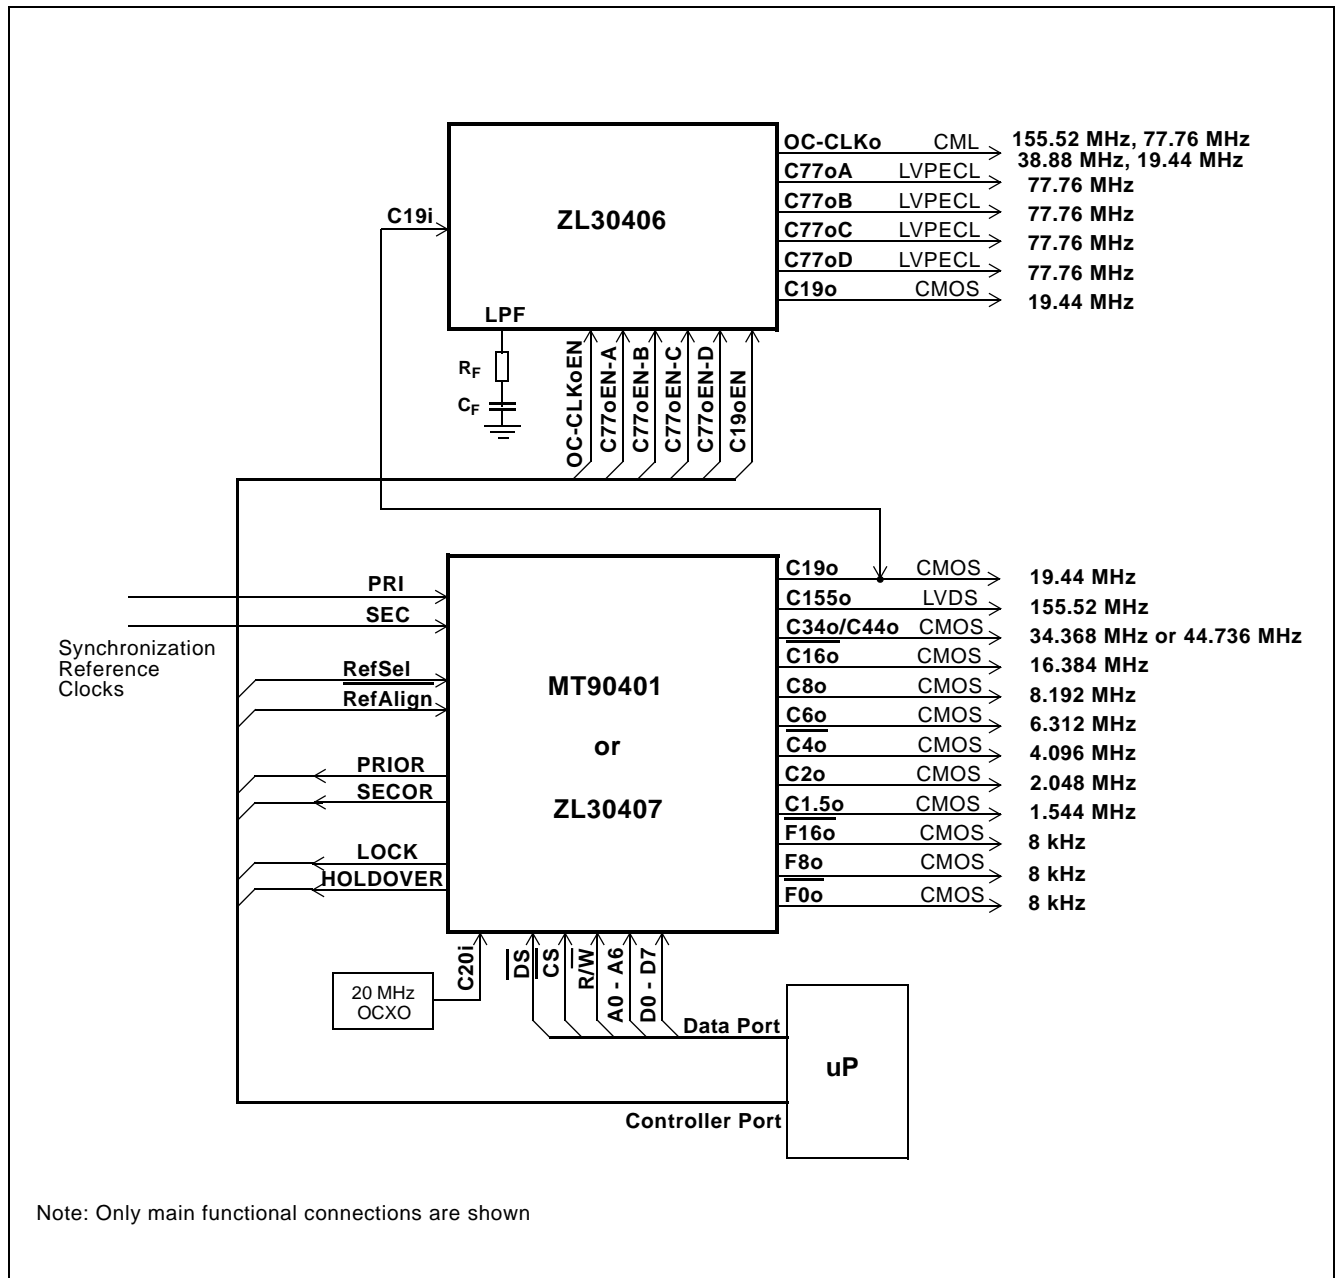 OC-CLKo CML 155.52 MHz, 77.76 MHz
38.88 MHz, 19.44 MHz
C77oA LVPECL 77.76 MHz
C77oB LVPECL 77.76 MHz
C77oC LVPECL 77.76 MHz
C77oD LVPECL 77.76 MHz
C19o CMOS 19.44 MHz
C19i
ZL30406
LPF
RF
CF
OC-CLKoEN
C77oEN-A
C77oEN-B
C77oEN-C
C77oEN-D
C19oEN
PRI
SEC
Synchronization
Reference
Clocks
RefSel
RefAlign
PRIOR
SECOR
LOCK
HOLDOVER
MT90401
or
ZL30407
C19o CMOS 19.44 MHz
C155o LVDS 155.52 MHz
C34o/C44o CMOS 34.368 MHz or 44.736 MHz
C16o CMOS 16.384 MHz
C8o CMOS 8.192 MHz
C6o CMOS 6.312 MHz
C4o CMOS 4.096 MHz
C2o CMOS 2.048 MHz
C1.5o CMOS 1.544 MHz
F16o CMOS 8 kHz
F8o CMOS 8 kHz
F0o CMOS 8 kHz
C20i
DS
CS
R/W
A0 - A6
D0 - D7
20 MHz
OCXO
Data Port
uP
Controller Port
Note: Only main functional connections are shown